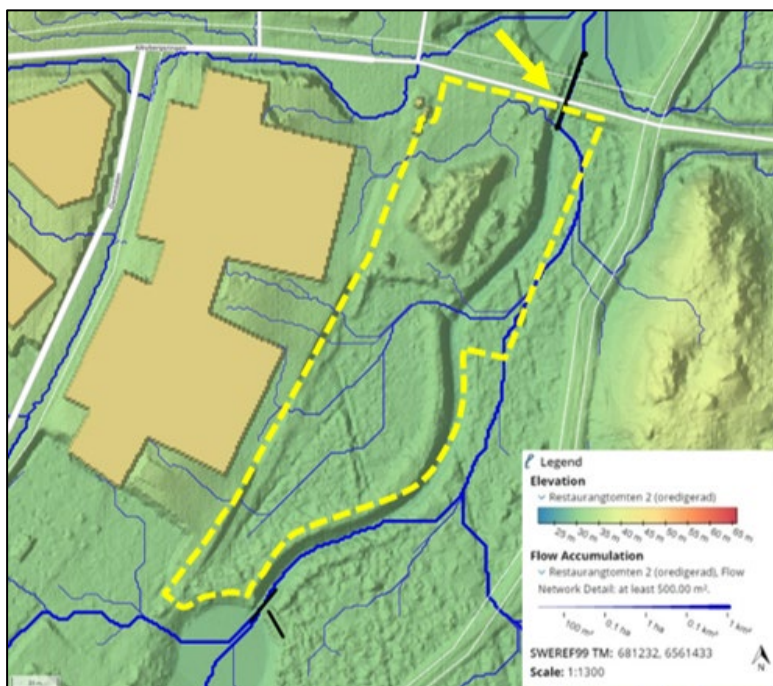 Legend
Elevation
Restaurangtomten 2 (oredigerad)
25 m 30 m 35 m 40 m 45 m 50 m 55 m 60 m 65 m
Flow Accumulation
Restaurangtomten 2 (oredigerad), Flow
Network Detail: at least 500.00 m².
100 m² 0.1 ha 1 ha 0.1 km² 1 km²
SWEREF99 TM: 681232, 6561433
N
Scale: 1:1300